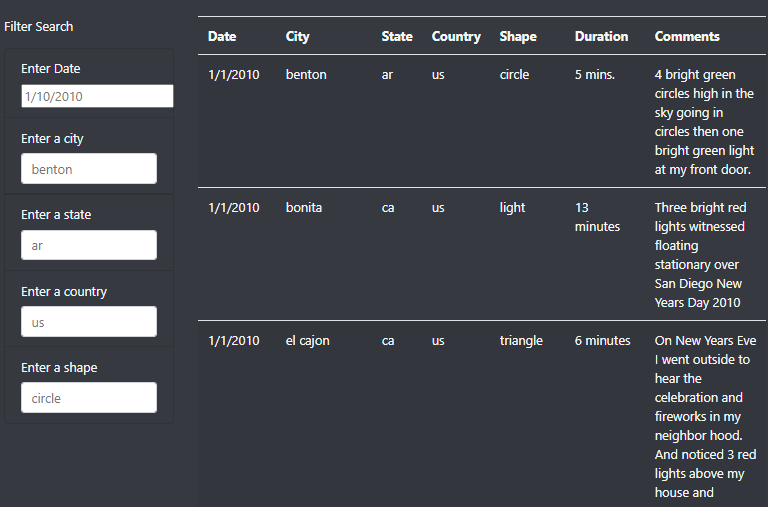 Filter Search
Enter Date
1/10/2010
Enter a city
benton
Enter a state
ar
Enter a country
us
Enter a shape
circle
Date City State Country Shape Duration Comments
1/1/2010 benton ar us circle 5 mins. 4 bright green
circles high in the
sky going in
circles then one
bright green light
at my front door.
1/1/2010 bonita ca us light 13 Three bright red
minutes lights witnessed
floating
stationary over
San Diego New
Years Day 2010
1/1/2010 el cajon ca us triangle 6 minutes On New Years Eve
I went outside to
hear the
celebration and
fireworks in my
neighbor hood.
And noticed 3 red
lights above my
house and